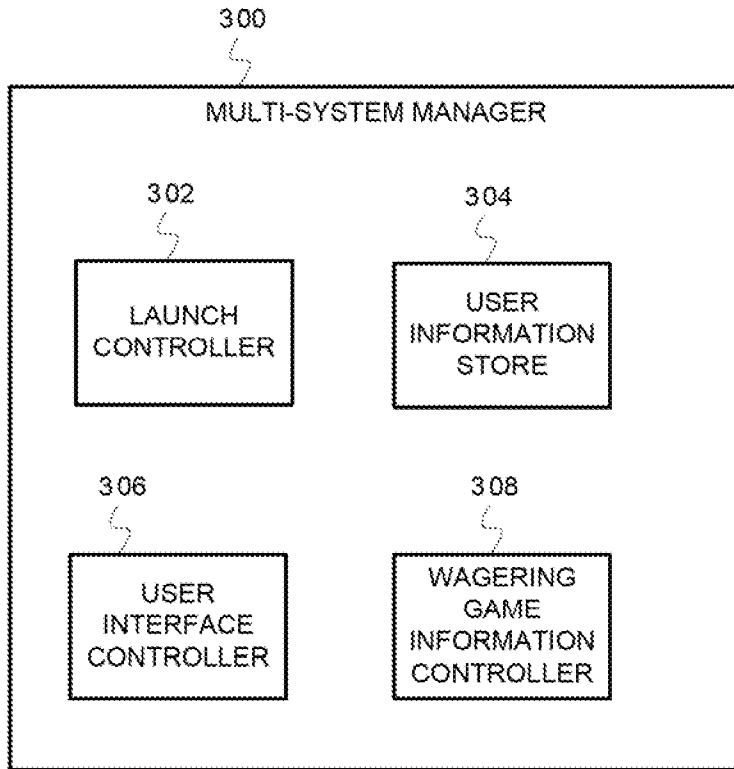 300
MULTI-SYSTEM MANAGER
302
LAUNCH
CONTROLLER
304
USER
INFORMATION
STORE
306
USER
INTERFACE
CONTROLLER
308
WAGERING
GAME
INFORMATION
CONTROLLER